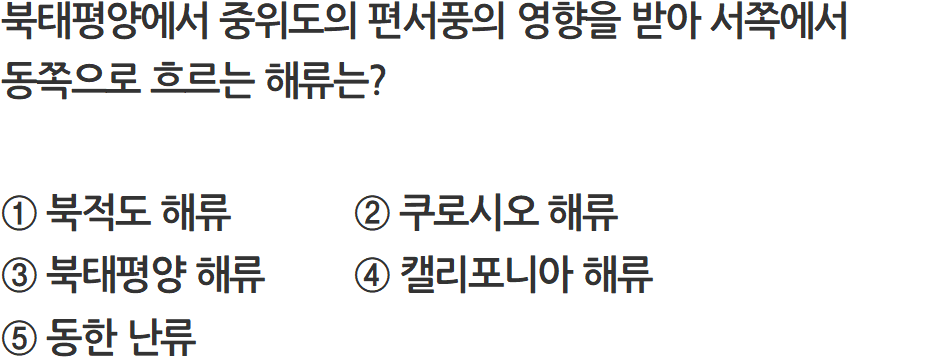 북태평양에서 중위도의 편서풍의 영향을 받아 서쪽에서
동쪽으로 흐르는 해류는?
① 북적도 해류 ② 쿠로시오 해류
③ 북태평양 해류 ④ 캘리포니아 해류
⑤ 동한 난류